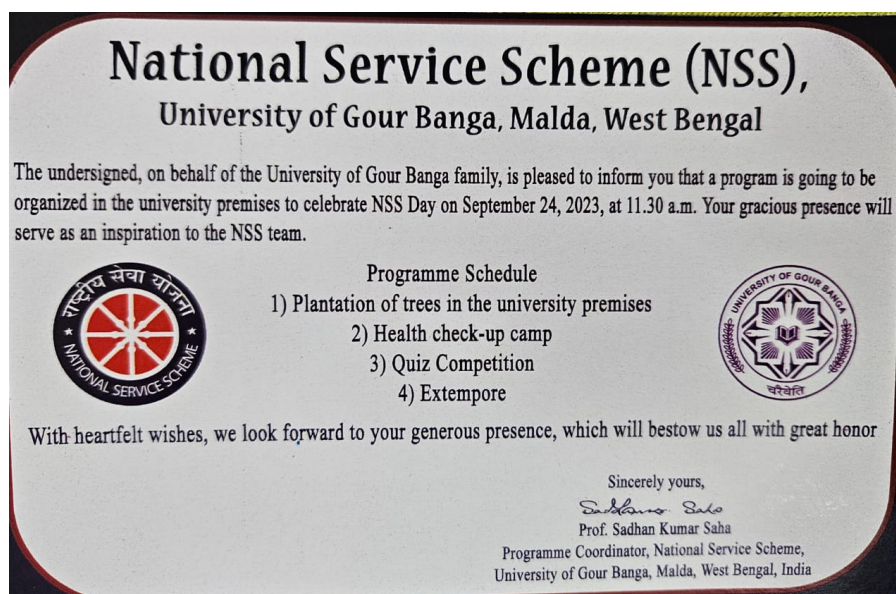 National Service Scheme (NSS),
University of Gour Banga, Malda, West Bengal
The undersigned, on behalf of the University of Gour Banga family, is pleased to inform you that a program is going to be
organized in the university premises to celebrate NSS Day on September 24, 2023, at 11.30 a.m. Your gracious presence will
serve as an inspiration to the NSS team.
राष्ट्रीय सेवा योजना
NATIONAL SERVICE SCHEME
Programme Schedule
1) Plantation of trees in the university premises
2) Health check-up camp
3) Quiz Competition
4) Extempore
UNIVERSITY OF GOUR BANGA
चरैवेति
With heartfelt wishes, we look forward to your generous presence, which will bestow us all with great honor
Sincerely yours,
Sadhan Kr. Saha
Prof. Sadhan Kumar Saha
Programme Coordinator, National Service Scheme,
University of Gour Banga, Malda, West Bengal, India